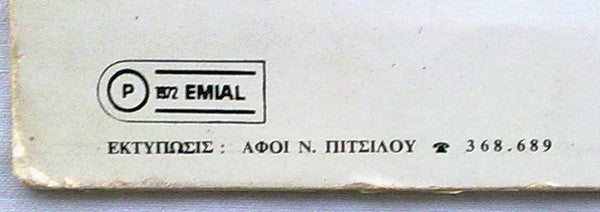 P 1972 EMIAL
ΕΚΤΥΠΩΣΙΣ : ΑΦΟΙ Ν. ΠΙΤΣΙΛΟΥ ☎ 368.689